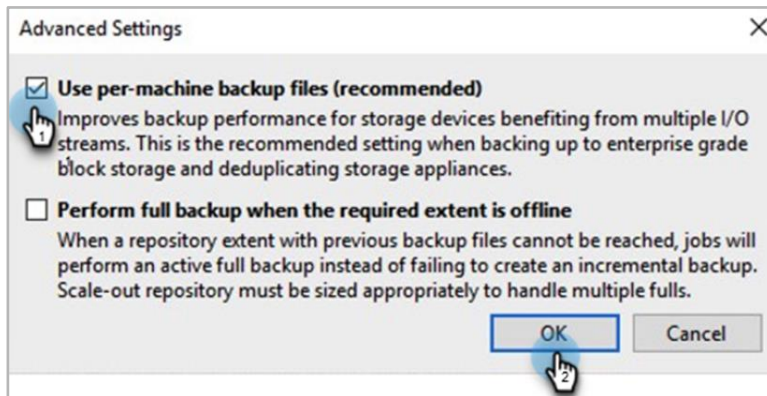 Advanced Settings
Use per-machine backup files (recommended)
Improves backup performance for storage devices benefiting from multiple I/O
streams. This is the recommended setting when backing up to enterprise grade
block storage and deduplicating storage appliances.
Perform full backup when the required extent is offline
When a repository extent with previous backup files cannot be reached, jobs will
perform an active full backup instead of failing to create an incremental backup.
Scale-out repository must be sized appropriately to handle multiple fulls.
OK Cancel
1
2